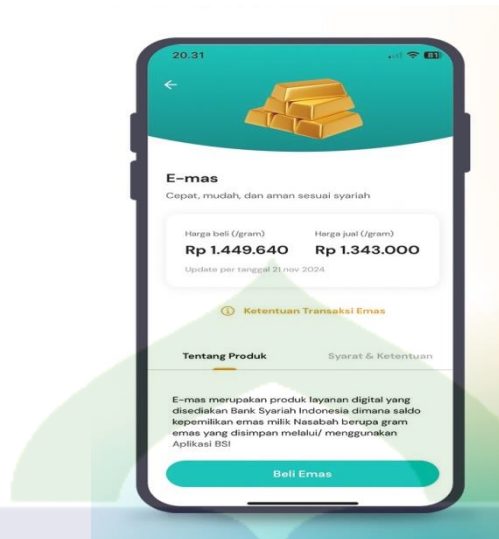 20.31
81
E-mas
Cepat, mudah, dan aman sesuai syariah
Harga beli (/gram) Harga jual (/gram)
Rp 1.449.640 Rp 1.343.000
Update per tanggal 21 nov 2024
Ketentuan Transaksi Emas
Tentang Produk Syarat & Ketentuan
E-mas merupakan produk layanan digital yang
disediakan Bank Syariah Indonesia dimana saldo
kepemilikan emas milik Nasabah berupa gram
emas yang disimpan melalui/ menggunakan
Aplikasi BSI
Beli Emas